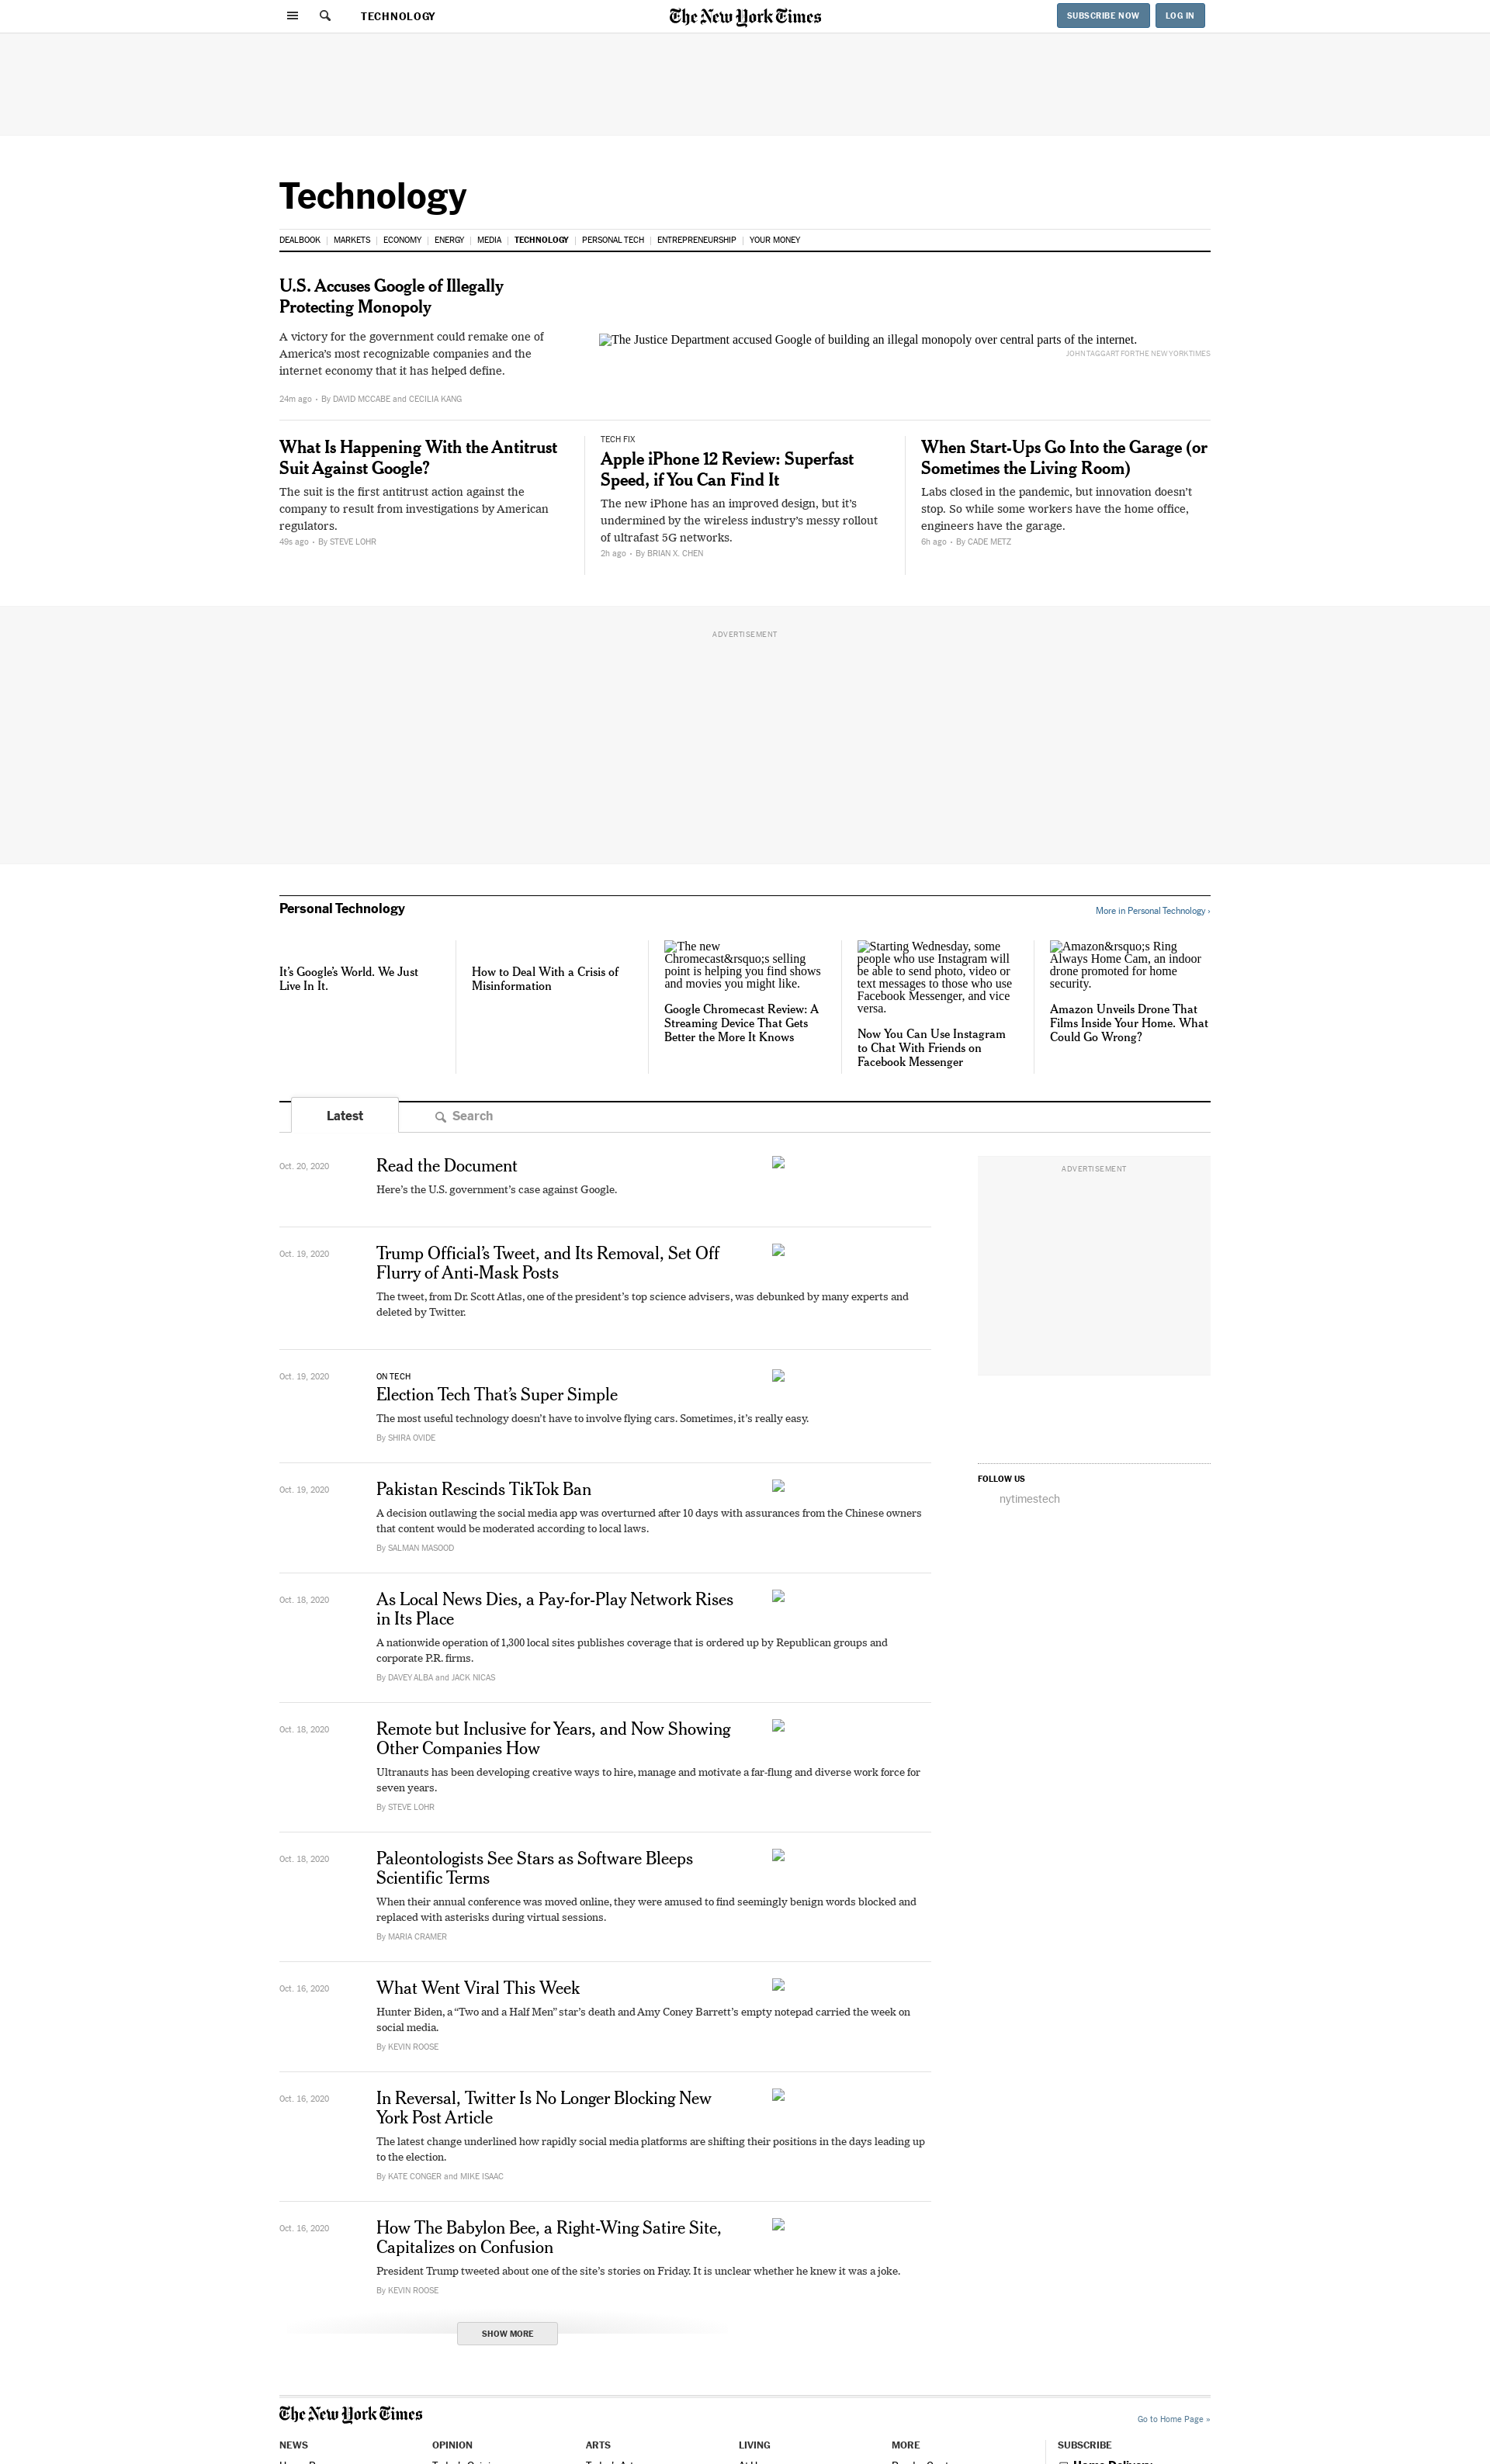 TECHNOLOGY
The New York Times
SUBSCRIBE NOW
LOG IN
Technology
DEALBOOK
MARKETS
ECONOMY
ENERGY
MEDIA
TECHNOLOGY
PERSONAL TECH
ENTREPRENEURSHIP
YOUR MONEY
U.S. Accuses Google of Illegally
Protecting Monopoly
A victory for the government could remake one of
America’s most recognizable companies and the
internet economy that it has helped define.
24m ago • By DAVID MCCABE and CECILIA KANG
The Justice Department accused Google of building an illegal monopoly over central parts of the internet.
JOHN TAGGART FOR THE NEW YORK TIMES
What Is Happening With the Antitrust
Suit Against Google?
The suit is the first antitrust action against the
company to result from investigations by American
regulators.
49s ago • By STEVE LOHR
TECH FIX
Apple iPhone 12 Review: Superfast
Speed, if You Can Find It
The new iPhone has an improved design, but it’s
undermined by the wireless industry’s messy rollout
of ultrafast 5G networks.
2h ago • By BRIAN X. CHEN
When Start-Ups Go Into the Garage (or
Sometimes the Living Room)
Labs closed in the pandemic, but innovation doesn’t
stop. So while some workers have the home office,
engineers have the garage.
6h ago • By CADE METZ
ADVERTISEMENT
Personal Technology
More in Personal Technology ›
It’s Google’s World. We Just
Live In It.
How to Deal With a Crisis of
Misinformation
The new
Chromecast&rsquo;s selling
point is helping you find shows
and movies you might like.
Google Chromecast Review: A
Streaming Device That Gets
Better the More It Knows
Starting Wednesday, some
people who use Instagram will
be able to send photo, video or
text messages to those who use
Facebook Messenger, and vice
versa.
Now You Can Use Instagram
to Chat With Friends on
Facebook Messenger
Amazon&rsquo;s Ring
Always Home Cam, an indoor
drone promoted for home
security.
Amazon Unveils Drone That
Films Inside Your Home. What
Could Go Wrong?
Latest
Search
Oct. 20, 2020
Read the Document
Here’s the U.S. government’s case against Google.
ADVERTISEMENT
Oct. 19, 2020
Trump Official’s Tweet, and Its Removal, Set Off
Flurry of Anti-Mask Posts
The tweet, from Dr. Scott Atlas, one of the president’s top science advisers, was debunked by many experts and
deleted by Twitter.
Oct. 19, 2020
ON TECH
Election Tech That’s Super Simple
The most useful technology doesn’t have to involve flying cars. Sometimes, it’s really easy.
By SHIRA OVIDE
FOLLOW US
nytimestech
Oct. 19, 2020
Pakistan Rescinds TikTok Ban
A decision outlawing the social media app was overturned after 10 days with assurances from the Chinese owners
that content would be moderated according to local laws.
By SALMAN MASOOD
Oct. 18, 2020
As Local News Dies, a Pay-for-Play Network Rises
in Its Place
A nationwide operation of 1,300 local sites publishes coverage that is ordered up by Republican groups and
corporate P.R. firms.
By DAVEY ALBA and JACK NICAS
Oct. 18, 2020
Remote but Inclusive for Years, and Now Showing
Other Companies How
Ultranauts has been developing creative ways to hire, manage and motivate a far-flung and diverse work force for
seven years.
By STEVE LOHR
Oct. 18, 2020
Paleontologists See Stars as Software Bleeps
Scientific Terms
When their annual conference was moved online, they were amused to find seemingly benign words blocked and
replaced with asterisks during virtual sessions.
By MARIA CRAMER
Oct. 16, 2020
What Went Viral This Week
Hunter Biden, a “Two and a Half Men” star’s death and Amy Coney Barrett’s empty notepad carried the week on
social media.
By KEVIN ROOSE
Oct. 16, 2020
In Reversal, Twitter Is No Longer Blocking New
York Post Article
The latest change underlined how rapidly social media platforms are shifting their positions in the days leading up
to the election.
By KATE CONGER and MIKE ISAAC
Oct. 16, 2020
How The Babylon Bee, a Right-Wing Satire Site,
Capitalizes on Confusion
President Trump tweeted about one of the site’s stories on Friday. It is unclear whether he knew it was a joke.
By KEVIN ROOSE
SHOW MORE
The New York Times
Go to Home Page »
NEWS
OPINION
ARTS
LIVING
MORE
SUBSCRIBE